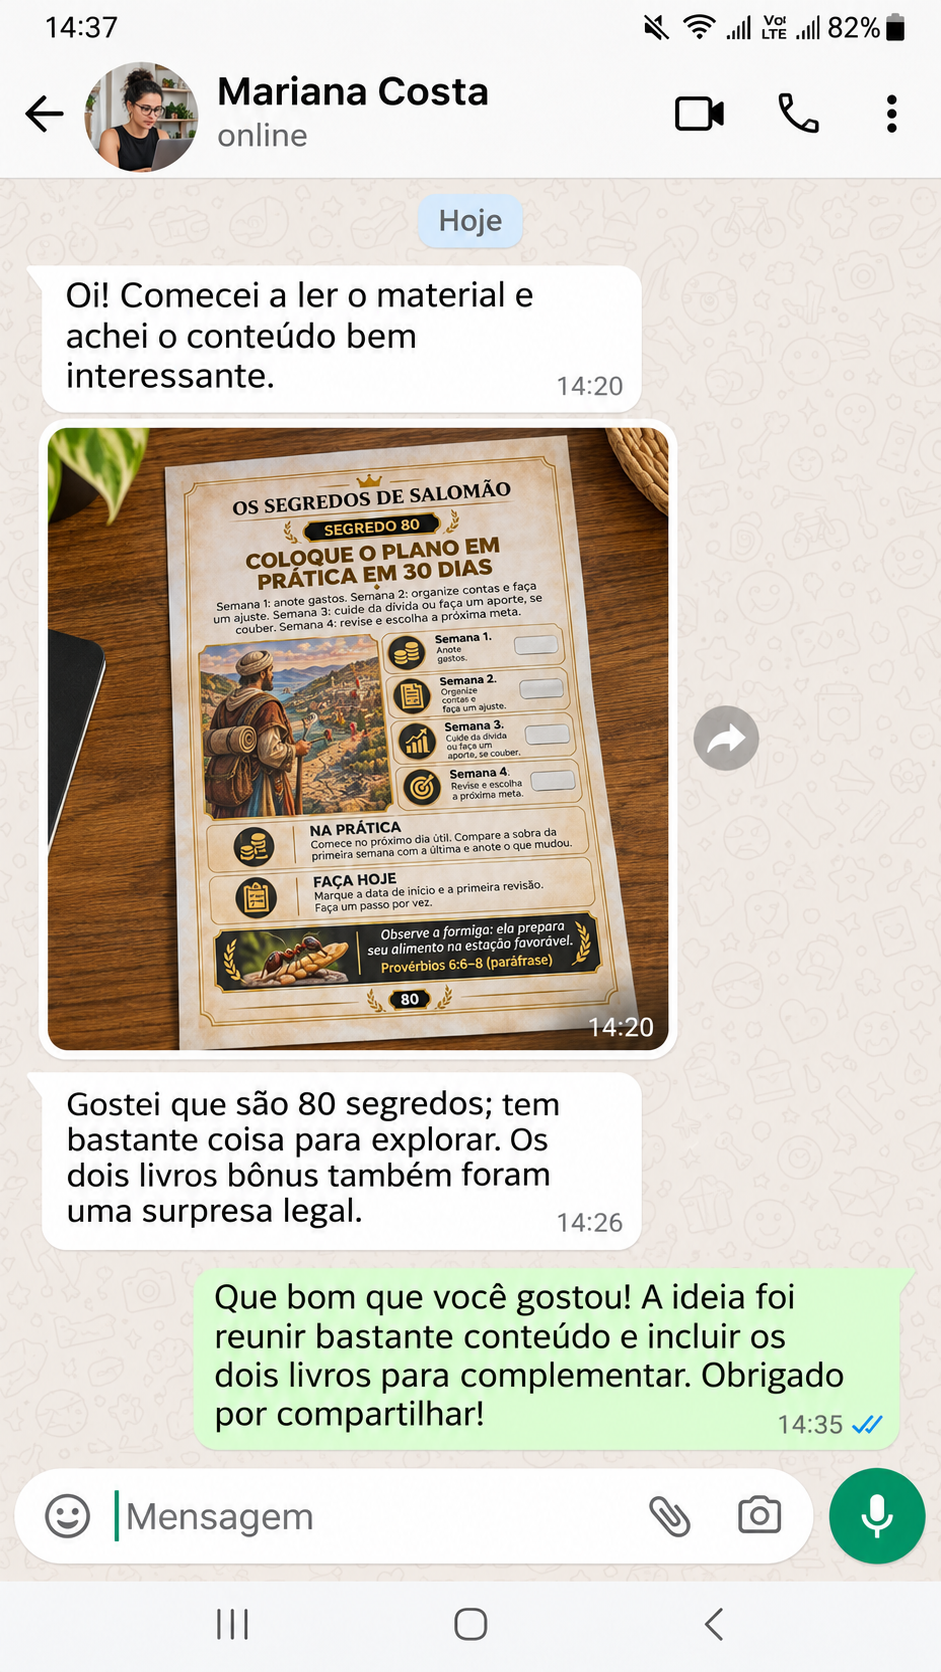 14:37
Vo!
LTE
82%
Mariana Costa
online
Hoje
Oi! Comecei a ler o material e
achei o conteúdo bem
interessante.
14:20
OS SEGREDOS DE SALOMÃO
SEGREDO 80
COLOQUE O PLANO EM
PRÁTICA EM 30 DIAS
Semana 1: anote gastos. Semana 2: organize contas e faça
um ajuste. Semana 3: cuide da dívida ou faça um aporte, se
couber. Semana 4: revise e escolha a próxima meta.
Semana 1.
Anote
gastos.
Semana 2.
Organize
contas e
faça um ajuste.
Semana 3.
Cuide da dívida
ou faça um
aporte, se couber.
Semana 4.
Revise e escolha
a próxima meta.
NA PRÁTICA
Comece no próximo dia útil. Compare a sobra da
primeira semana com a última e anote o que mudou.
FAÇA HOJE
Marque a data de início e a primeira revisão.
Faça um passo por vez.
Observe a formiga: ela prepara
seu alimento na estação favorável.
Provérbios 6:6–8 (paráfrase)
80
14:20
Gostei que são 80 segredos; tem
bastante coisa para explorar. Os
dois livros bônus também foram
uma surpresa legal.
14:26
Que bom que você gostou! A ideia foi
reunir bastante conteúdo e incluir os
dois livros para complementar. Obrigado
por compartilhar!
14:35
Mensagem